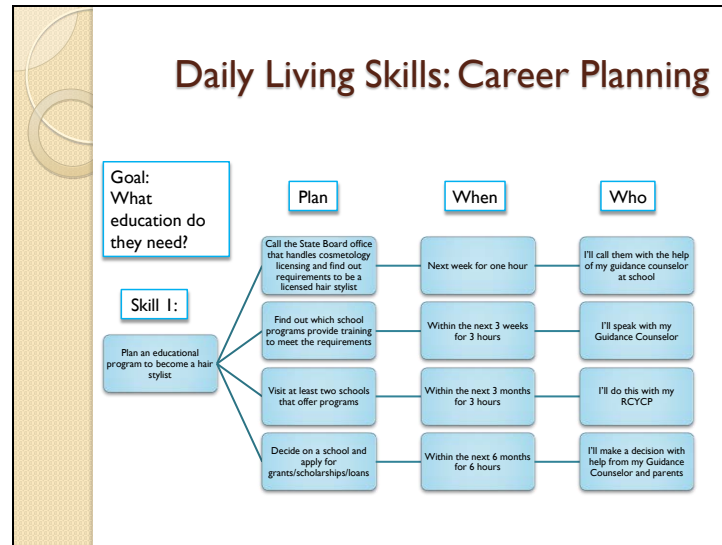 Daily Living Skills: Career Planning
Goal:
What
education do
they need?
Plan
When
Who
Skill 1:
Plan an educational
program to become a hair
stylist
Call the State Board office
that handles cosmetology
licensing and find out
requirements to be a
licensed hair stylist
Next week for one hour
I'll call them with the help
of my guidance counselor
at school
Find out which school
programs provide training
to meet the requirements
Within the next 3 weeks
for 3 hours
I'll speak with my
Guidance Counselor
Visit at least two schools
that offer programs
Within the next 3 months
for 3 hours
I'll do this with my
RCYCP
Decide on a school and
apply for
grants/scholarships/loans
Within the next 6 months
for 6 hours
I'll make a decision with
help from my Guidance
Counselor and parents